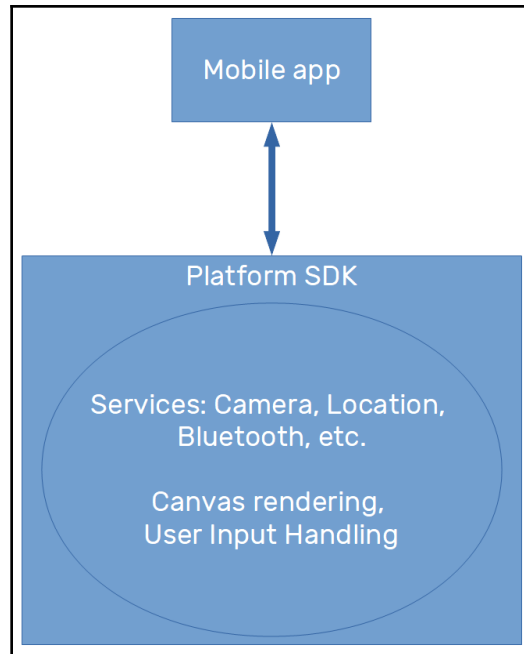 Mobile app
Platform SDK
Services: Camera, Location,
Bluetooth, etc.
Canvas rendering,
User Input Handling